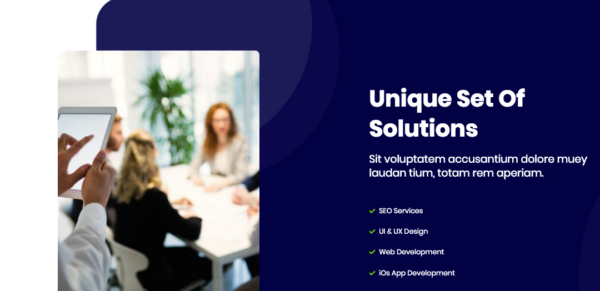 Unique Set Of
Solutions
Sit voluptatem accusantium dolore muey
laudan tium, totam rem aperiam.
SEO Services
UI & UX Design
Web Development
iOs App Development